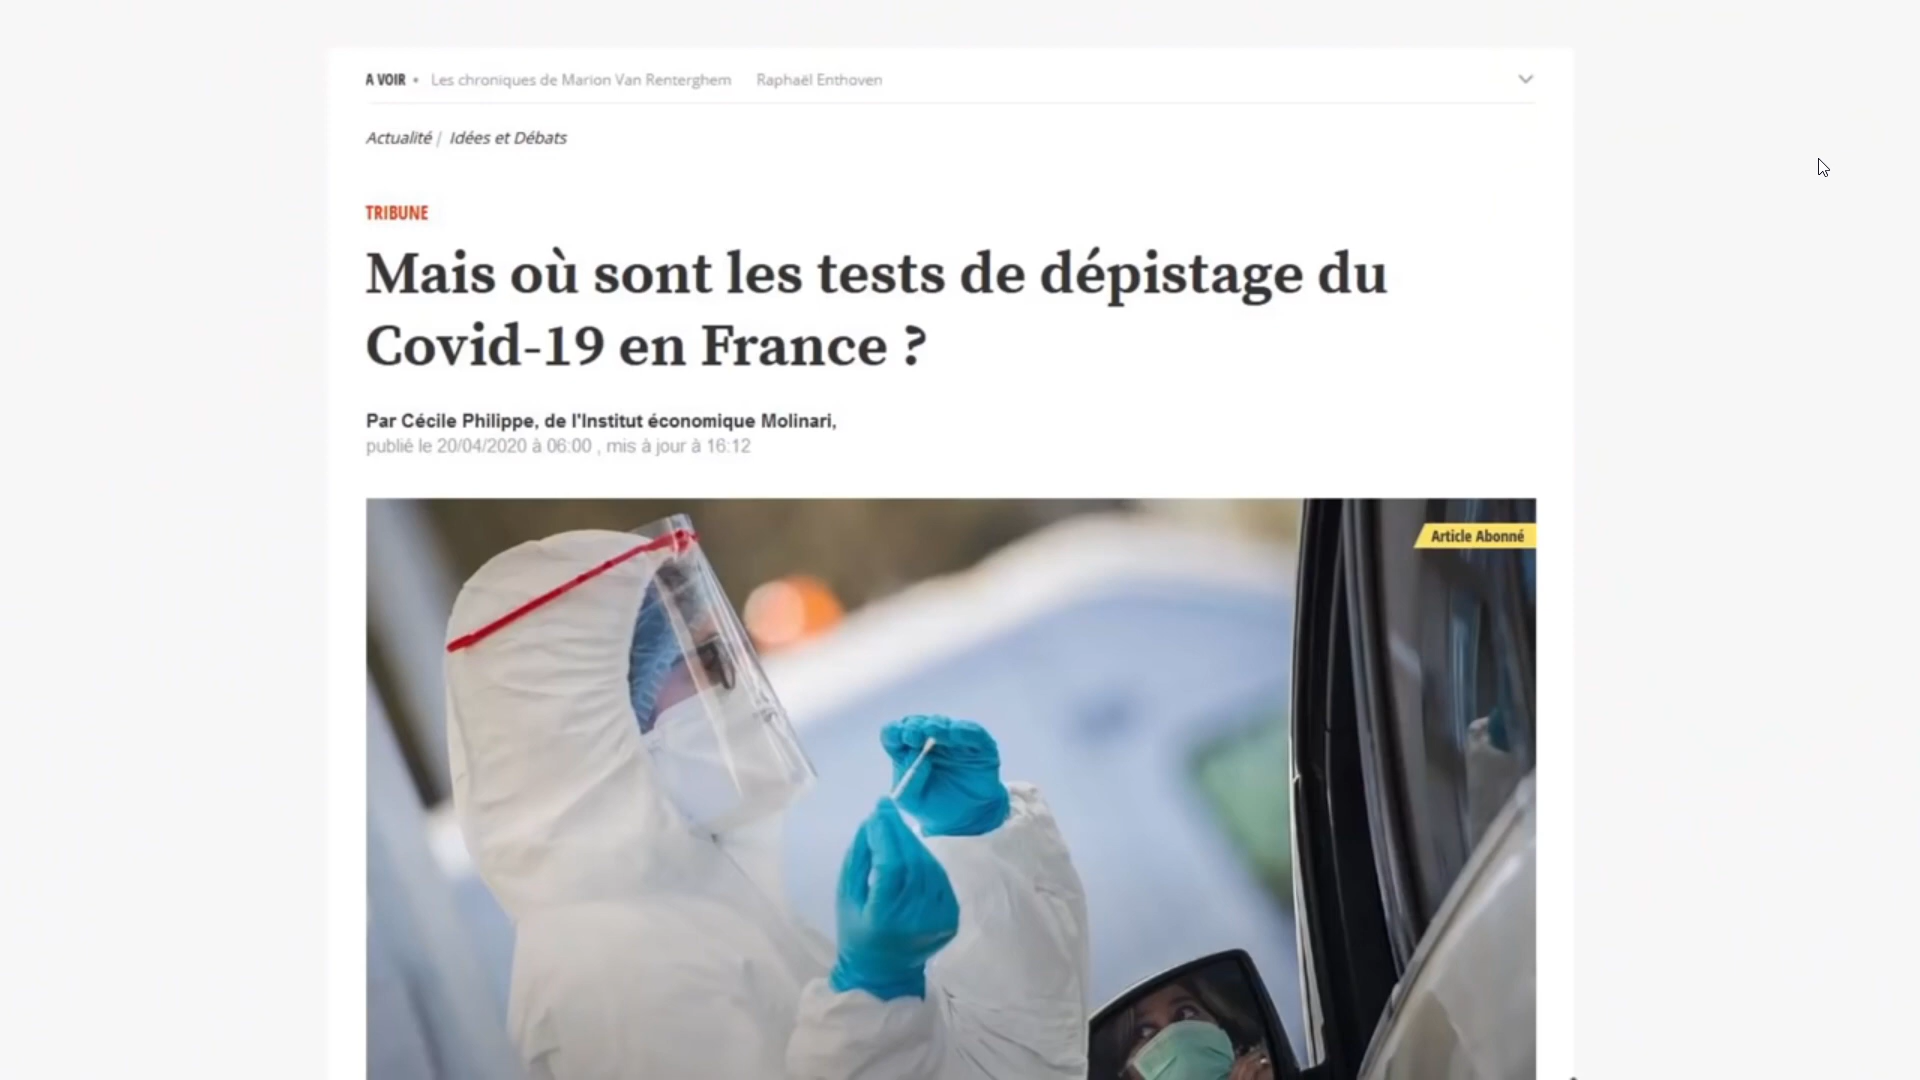 A VOIR • Les chroniques de Marion Van Renterghem Raphaël Enthoven
Actualité | Idées et Débats
TRIBUNE
Mais où sont les tests de dépistage du
Covid-19 en France ?
Par Cécile Philippe, de l'Institut économique Molinari,
publié le 20/04/2020 à 06:00 , mis à jour à 16:12
Article Abonné